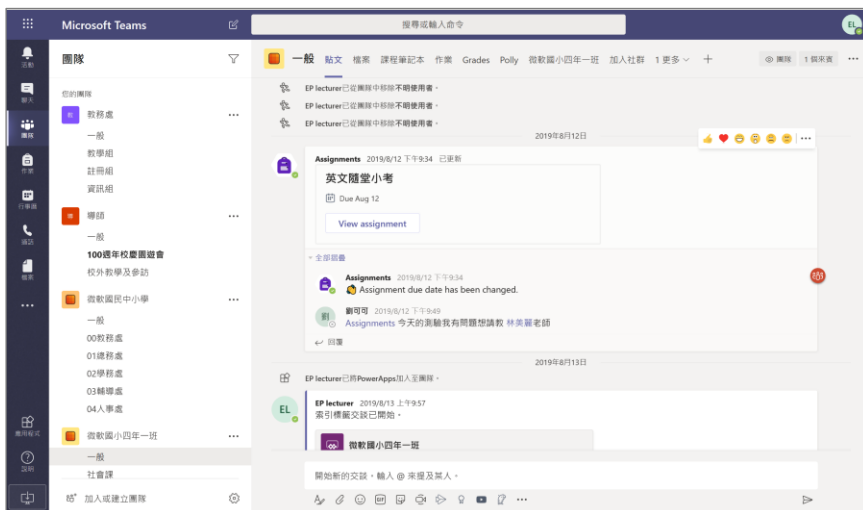 Microsoft Teams
搜尋或輸入命令
EL
活動
聊天
團隊
作業
行事曆
通話
檔案
應用程式
說明
團隊
您的團隊
教
教務處
一般
教學組
註冊組
資訊組
導師
一般
100週年校慶園遊會
校外教學及參訪
微軟國民中小學
一般
00教務處
01總務處
02學務處
03輔導處
04人事處
微軟國小四年一班
一般
社會課
加入或建立團隊
一般 貼文 檔案 課程筆記本 作業 Grades Polly 微軟國小四年一班 加入社群 1 更多
團隊 1 個來賓
EP lecturer已從團隊中移除不明使用者。
EP lecturer已從團隊中移除不明使用者。
EP lecturer已從團隊中移除不明使用者。
2019年8月12日
Assignments 2019/8/12 下午9:34 已更新
英文隨堂小考
Due Aug 12
View assignment
全部摺疊
Assignments 2019/8/12 下午9:34
Assignment due date has been changed.
劉
劉可可 2019/8/12 下午9:49
Assignments 今天的測驗我有問題想請教 林美麗老師
回覆
2019年8月13日
EP lecturer已將PowerApps加入至團隊。
EL
EP lecturer 2019/8/13 上午9:57
索引標籤交談已開始。
微軟國小四年一班
開始新的交談。輸入 @ 來提及某人。
GIF